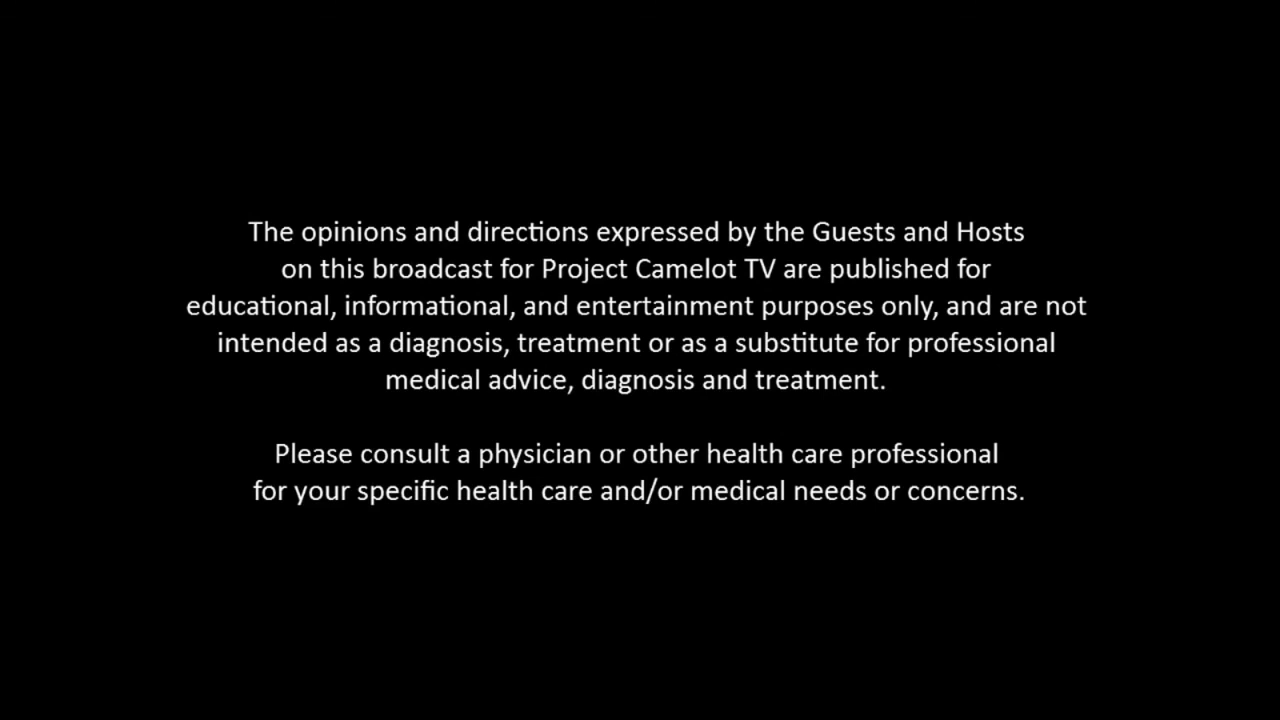 The opinions and directions expressed by the Guests and Hosts
on this broadcast for Project Camelot TV are published for
educational, informational, and entertainment purposes only, and are not
intended as a diagnosis, treatment or as a substitute for professional
medical advice, diagnosis and treatment.
Please consult a physician or other health care professional
for your specific health care and/or medical needs or concerns.